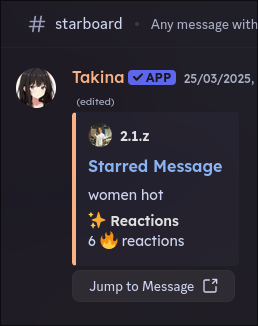 # starboard • Any message with
Takina ✓ APP 25/03/2025,
(edited)
2.1.z
Starred Message
women hot
✨ Reactions
6 🔥 reactions
Jump to Message